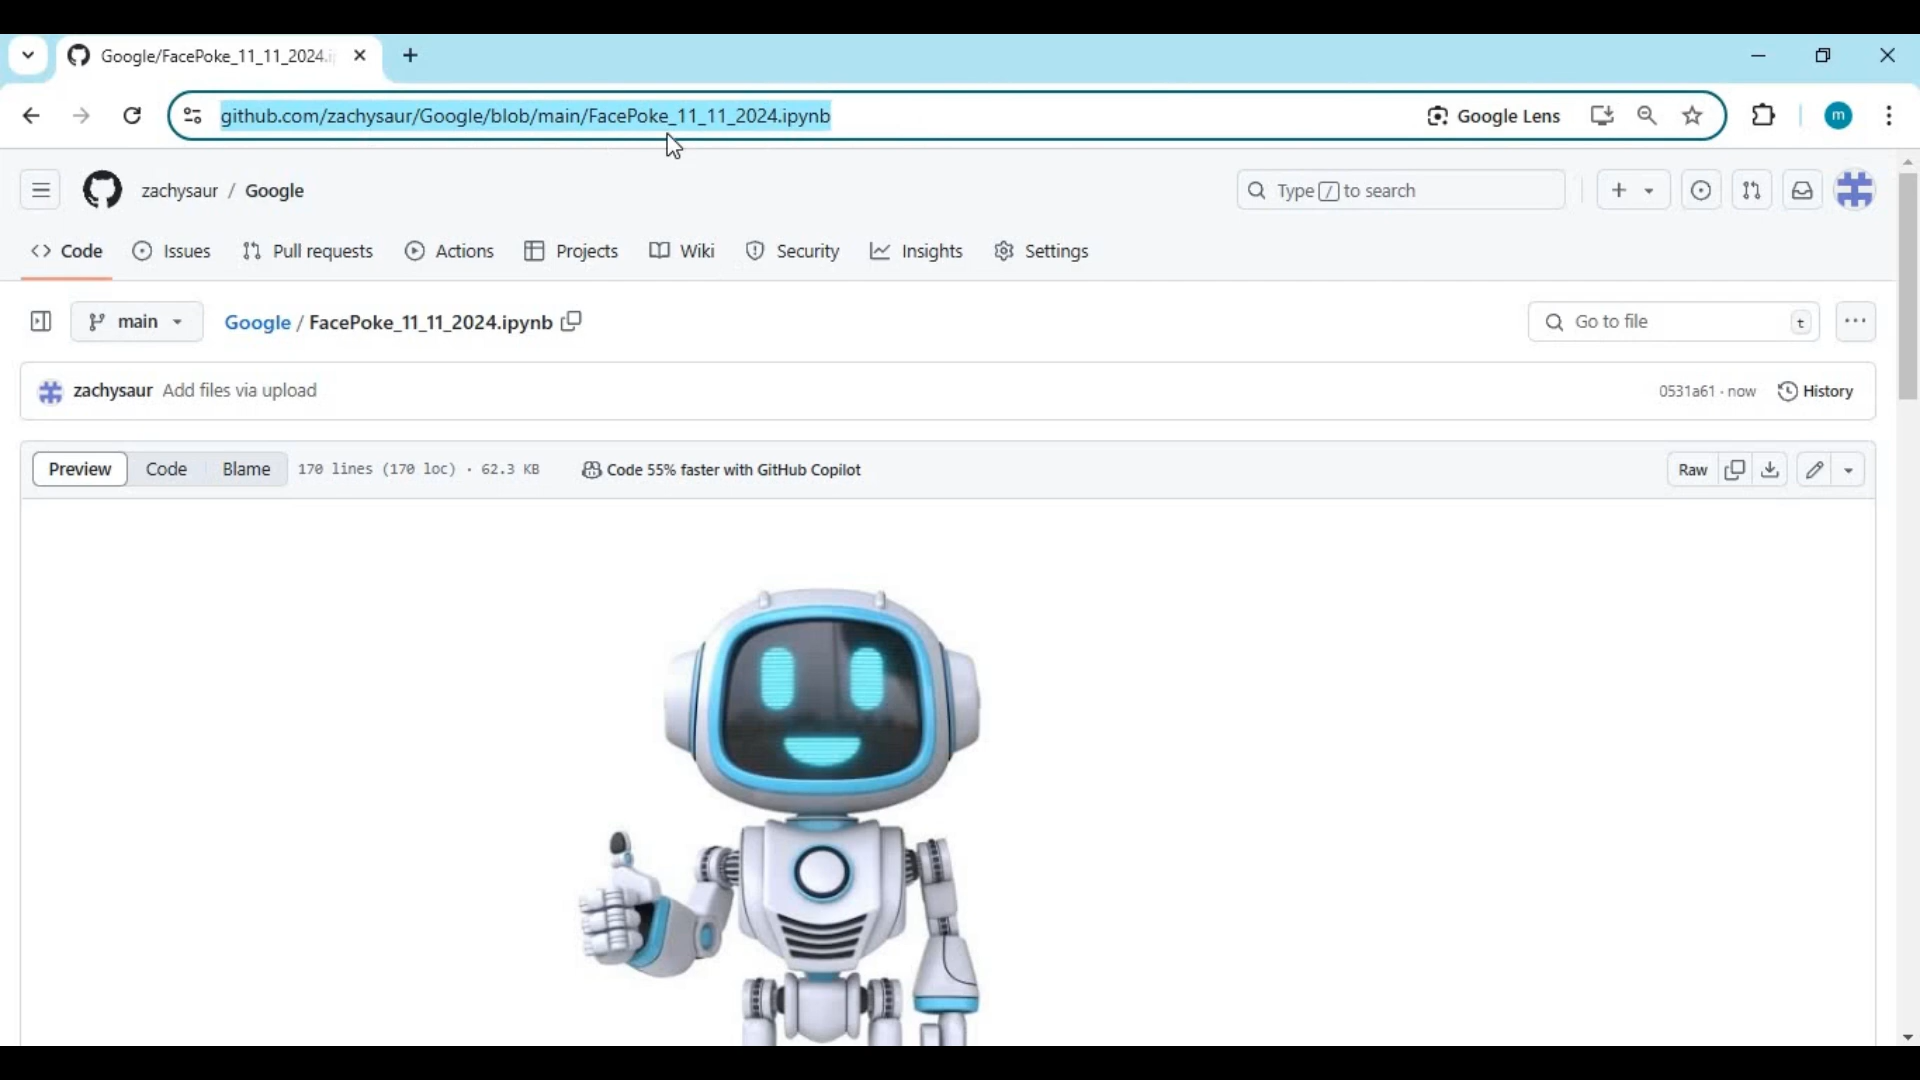 Google/FacePoke_11_11_2024.i
github.com/zachysaur/Google/blob/main/FacePoke_11_11_2024.ipynb
Google Lens
m
zachysaur / Google
Type / to search
Code
Issues
Pull requests
Actions
Projects
Wiki
Security
Insights
Settings
main
Google / FacePoke_11_11_2024.ipynb
Go to file
t
zachysaur Add files via upload
0531a61 · now
History
Preview
Code
Blame
170 lines (170 loc) · 62.3 KB
Code 55% faster with GitHub Copilot
Raw